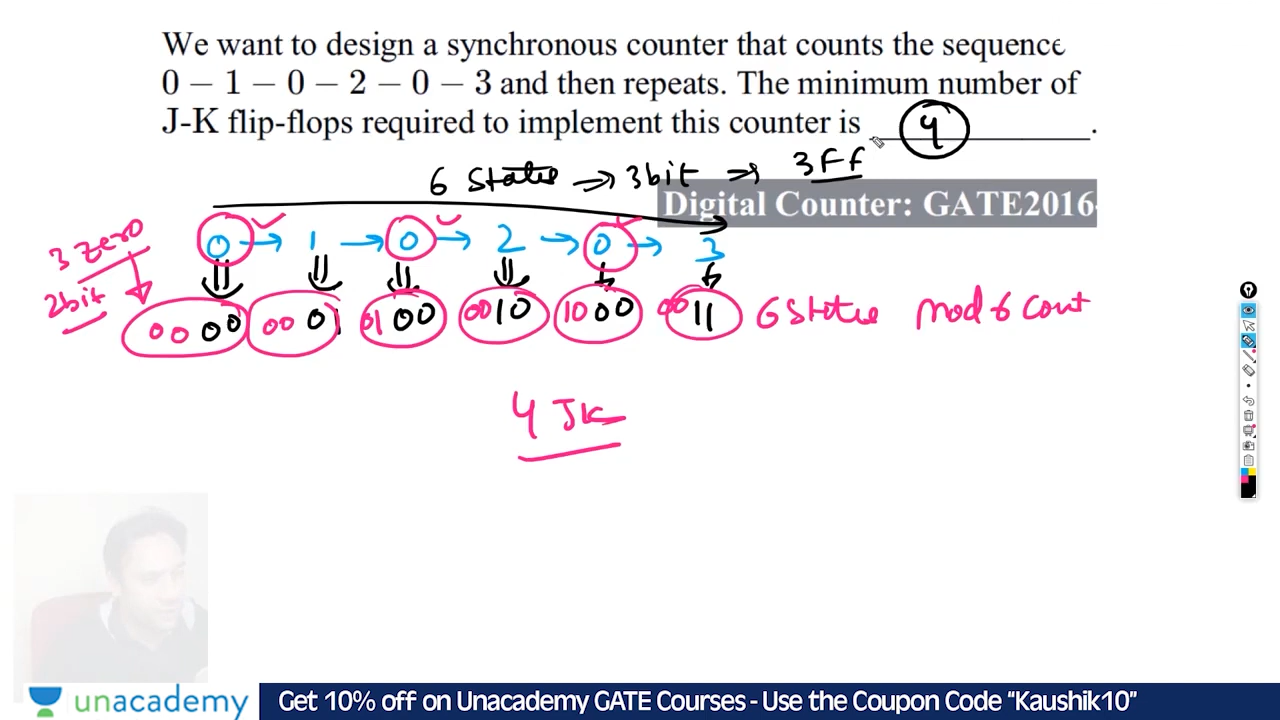 We want to design a synchronous counter that counts the sequence
0 – 1 – 0 – 2 – 0 – 3 and then repeats. The minimum number of
J-K flip-flops required to implement this counter is ____________. 4
6 State => 3bit => 3 Ff
Digital Counter: GATE2016-
3 zero
0 → 1 → 0 → 2 → 0 → 3
2bit
0000 0001 0100 0010 1000 0011 6 State mod 6 Count
4 JK
unacademy
Get 10% off on Unacademy GATE Courses - Use the Coupon Code “Kaushik10”